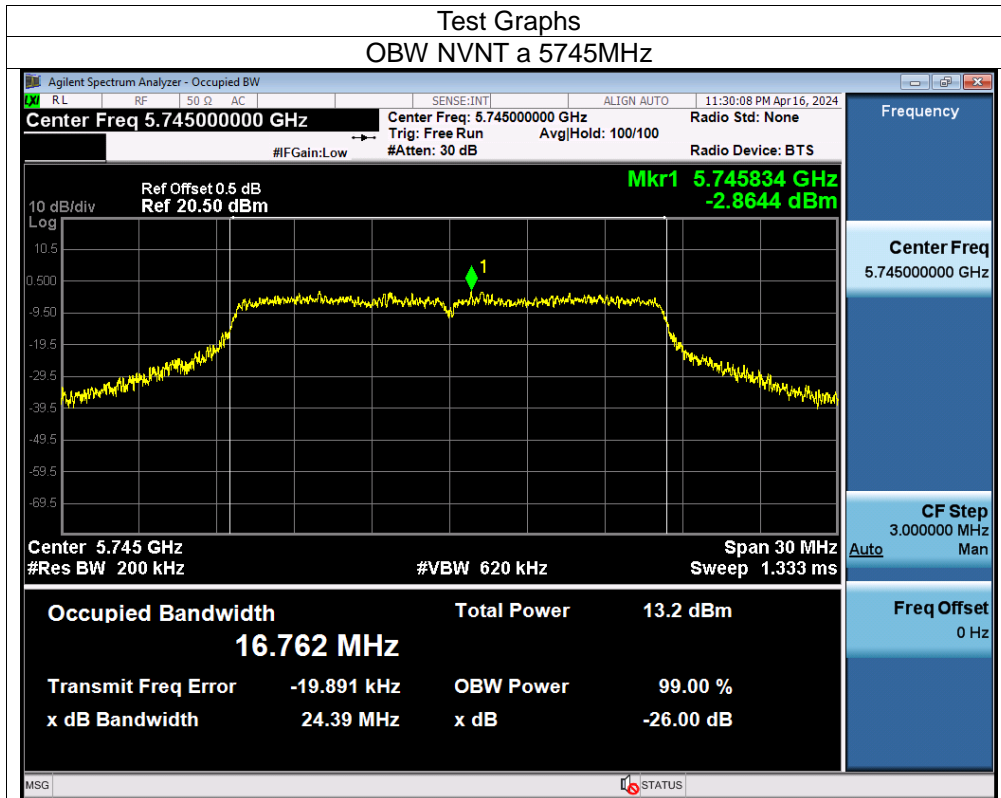 Test Graphs
OBW NVNT a 5745MHz
Agilent Spectrum Analyzer - Occupied BW
LXI RL RF 50 Ω AC SENSE:INT ALIGN AUTO 11:30:08 PM Apr 16, 2024
Center Freq 5.745000000 GHz
Center Freq: 5.745000000 GHz Radio Std: None
Trig: Free Run Avg|Hold: 100/100
#IFGain:Low #Atten: 30 dB Radio Device: BTS
Frequency
Mkr1 5.745834 GHz
-2.8644 dBm
Ref Offset 0.5 dB
10 dB/div Ref 20.50 dBm
Log
10.5
0.500
-9.50
-19.5
-29.5
-39.5
-49.5
-59.5
-69.5
1
Center 5.745 GHz Span 30 MHz
#Res BW 200 kHz #VBW 620 kHz Sweep 1.333 ms
Center Freq
5.745000000 GHz
CF Step
3.000000 MHz
Auto Man
Freq Offset
0 Hz
Occupied Bandwidth Total Power 13.2 dBm
16.762 MHz
Transmit Freq Error -19.891 kHz OBW Power 99.00 %
x dB Bandwidth 24.39 MHz x dB -26.00 dB
MSG STATUS